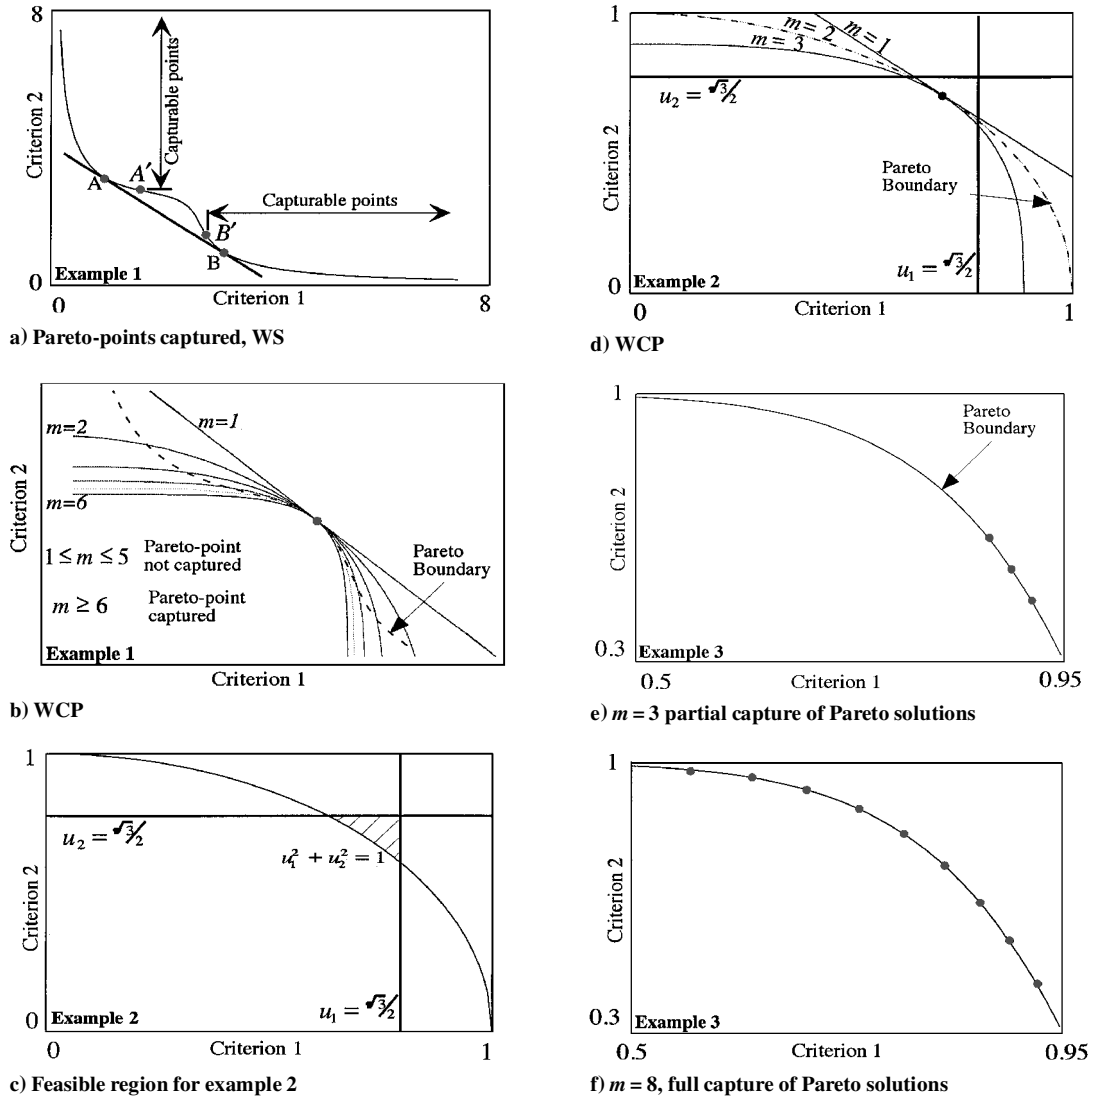 8
Criterion 2
Capturable points
A
A′
Capturable points
B′
B
Example 1
0
0
Criterion 1
8
a) Pareto-points captured, WS
Criterion 2
m=1
m=2
m=6
1 ≤ m ≤ 5
Pareto-point
not captured
m ≥ 6
Pareto-point
captured
Pareto
Boundary
Example 1
Criterion 1
b) WCP
1
Criterion 2
u₂ = √3/2
u₁² + u₂² = 1
u₁ = √3/2
0
Example 2
0
Criterion 1
1
c) Feasible region for example 2
1
Criterion 2
m = 1
m = 2
m = 3
u₂ = √3/2
Pareto
Boundary
u₁ = √3/2
0
Example 2
0
Criterion 1
1
d) WCP
1
Criterion 2
Pareto
Boundary
0.3
Example 3
0.5
Criterion 1
0.95
e) m = 3 partial capture of Pareto solutions
1
Criterion 2
0.3
Example 3
0.5
Criterion 1
0.95
f) m = 8, full capture of Pareto solutions